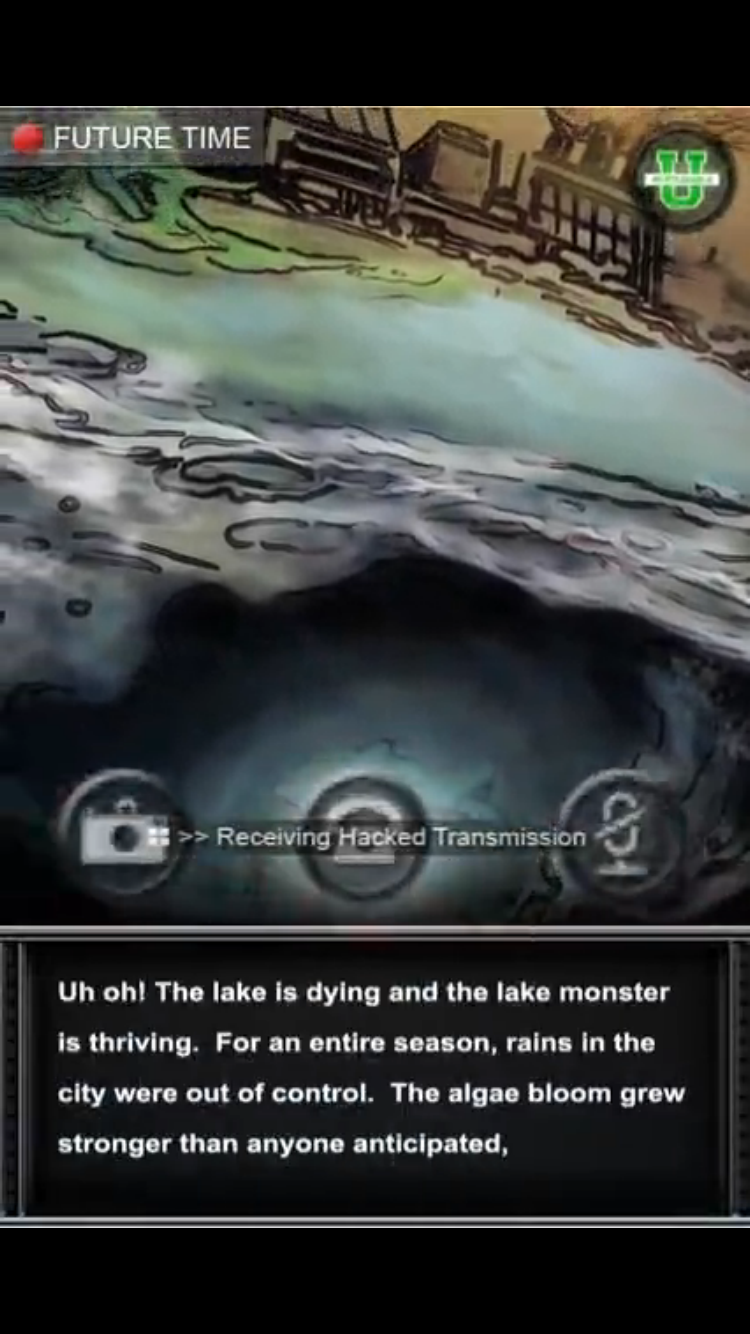 FUTURE TIME
U
>> Receiving Hacked Transmission
Uh oh! The lake is dying and the lake monster
is thriving.  For an entire season, rains in the
city were out of control.  The algae bloom grew
stronger than anyone anticipated,